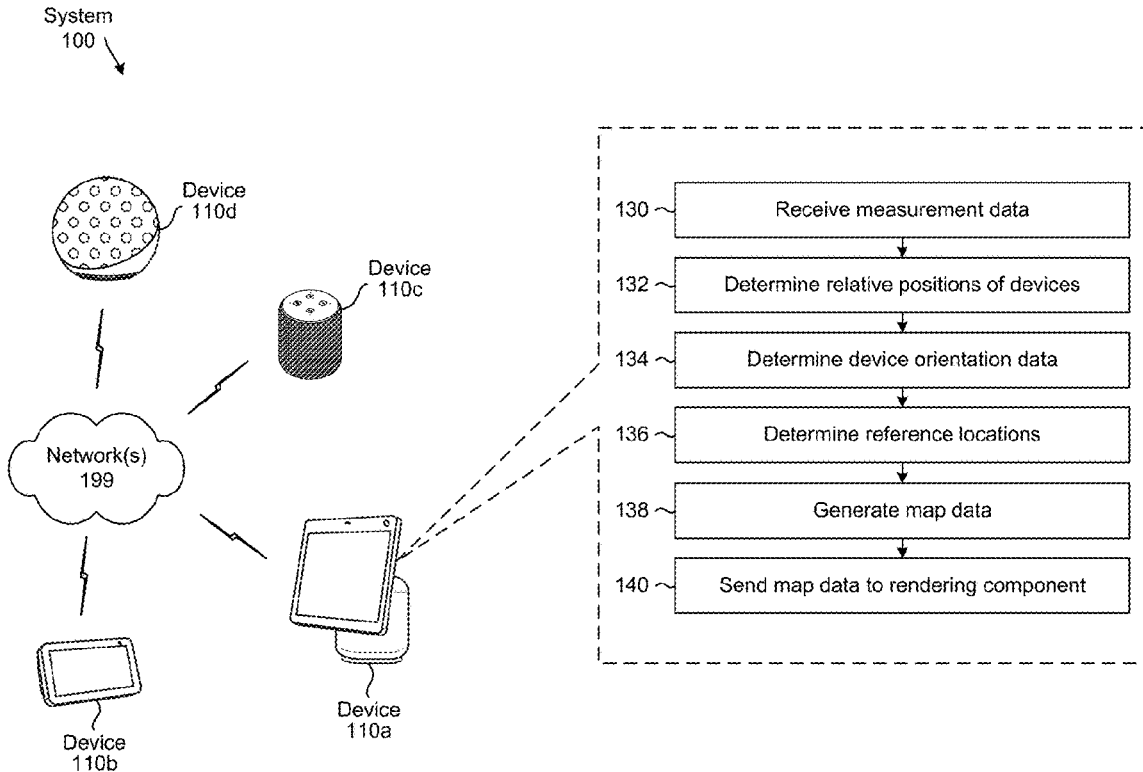 System
100
Device
110d
Device
110c
Network(s)
199
Device
110a
Device
110b
130 Receive measurement data
132 Determine relative positions of devices
134 Determine device orientation data
136 Determine reference locations
138 Generate map data
140 Send map data to rendering component